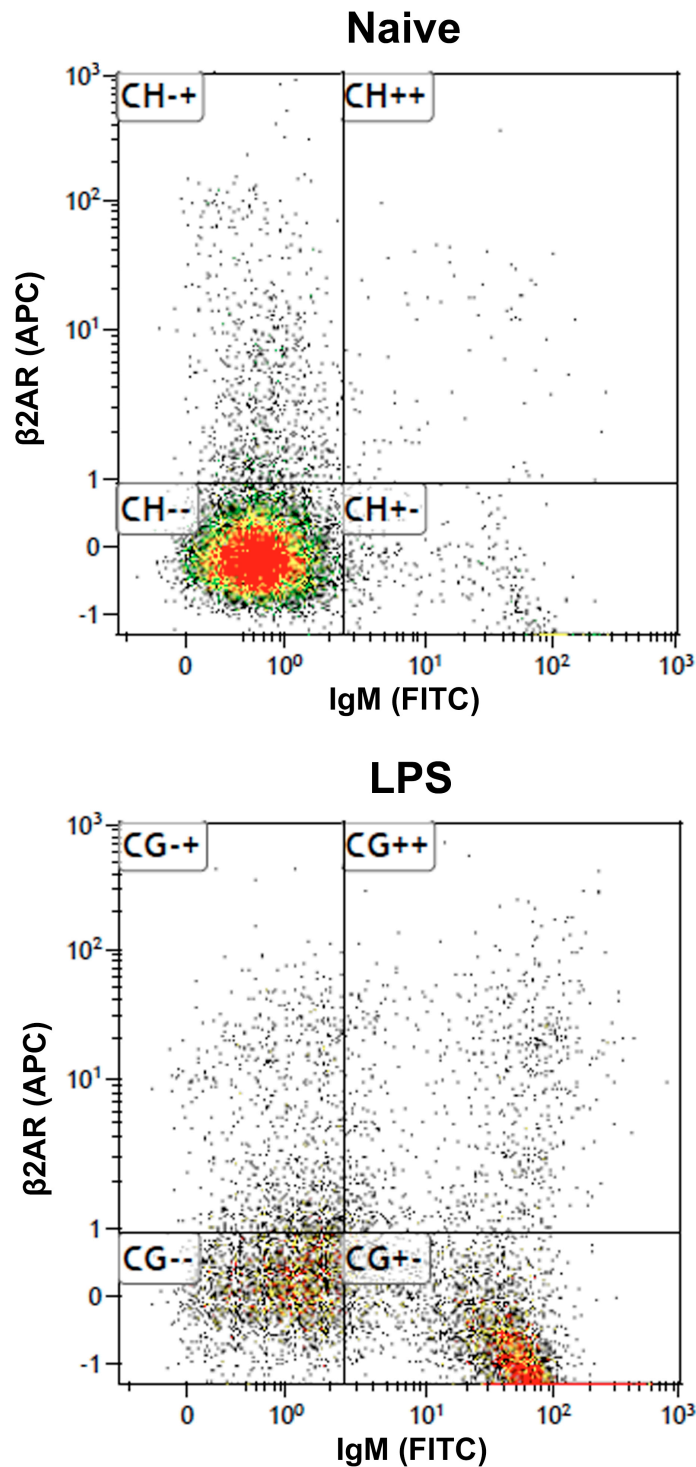 Naive
10³
CH-+
CH++
10²
β2AR (APC)
10¹
1
CH--
CH+-
0
-1
0
10⁰
10¹
10²
10³
IgM (FITC)
LPS
10³
CG-+
CG++
10²
β2AR (APC)
10¹
1
CG--
CG+-
0
-1
0
10⁰
10¹
10²
10³
IgM (FITC)